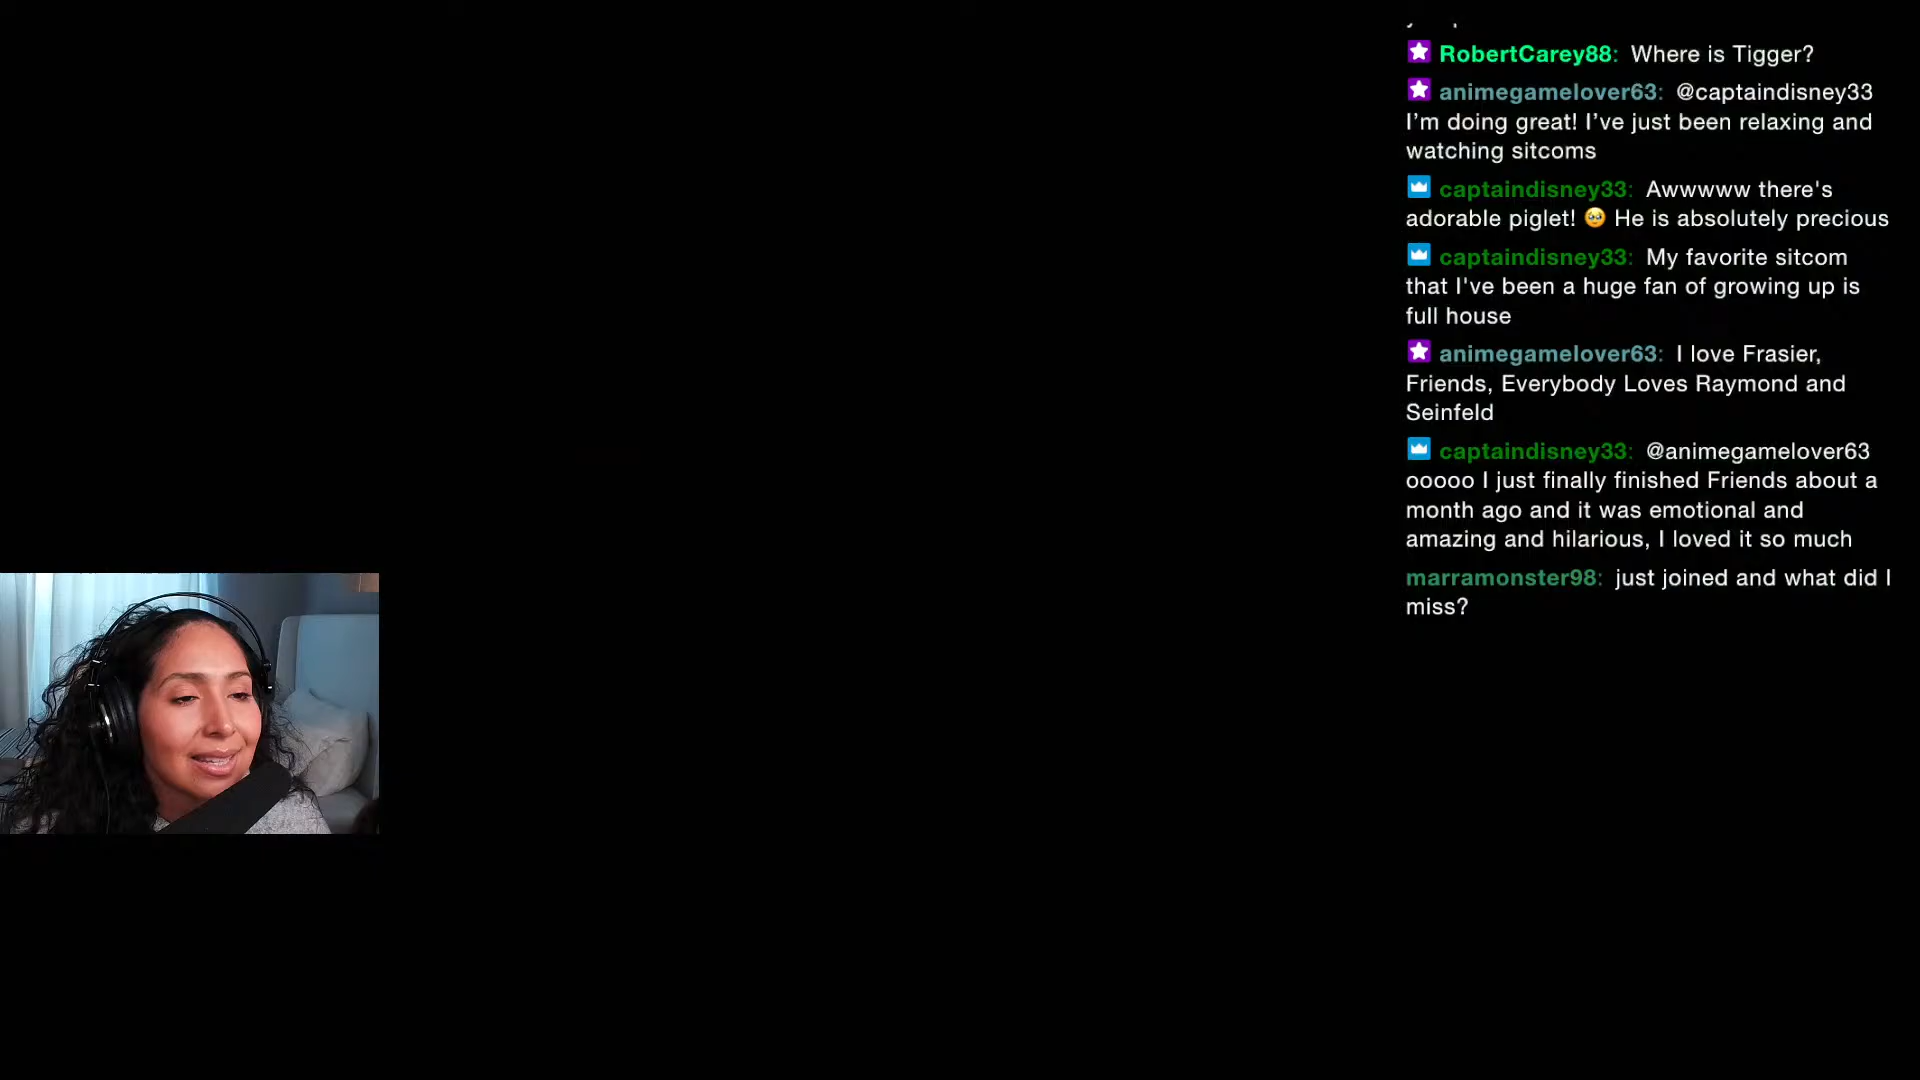 RobertCarey88: Where is Tigger?
animegamelover63: @captaindisney33
I’m doing great! I’ve just been relaxing and
watching sitcoms
captaindisney33: Awwwww there's
adorable piglet! 🥹 He is absolutely precious
captaindisney33: My favorite sitcom
that I've been a huge fan of growing up is
full house
animegamelover63: I love Frasier,
Friends, Everybody Loves Raymond and
Seinfeld
captaindisney33: @animegamelover63
ooooo I just finally finished Friends about a
month ago and it was emotional and
amazing and hilarious, I loved it so much
marramonster98: just joined and what did I
miss?